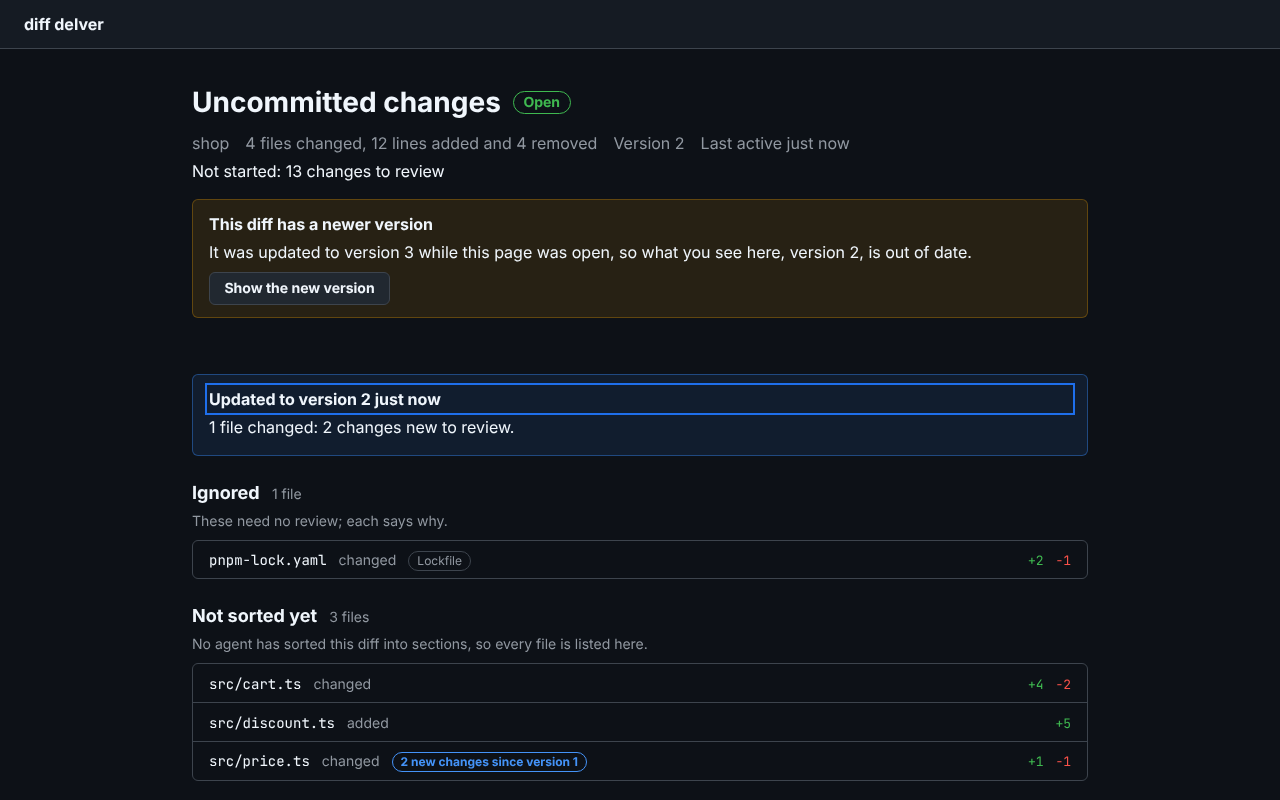 diff delver
Uncommitted changes Open
shop 4 files changed, 12 lines added and 4 removed Version 2 Last active just now
Not started: 13 changes to review
This diff has a newer version
It was updated to version 3 while this page was open, so what you see here, version 2, is out of date.
Show the new version
Updated to version 2 just now
1 file changed: 2 changes new to review.
Ignored 1 file
These need no review; each says why.
pnpm-lock.yaml changed Lockfile +2 -1
Not sorted yet 3 files
No agent has sorted this diff into sections, so every file is listed here.
src/cart.ts changed +4 -2
src/discount.ts added +5
src/price.ts changed 2 new changes since version 1 +1 -1